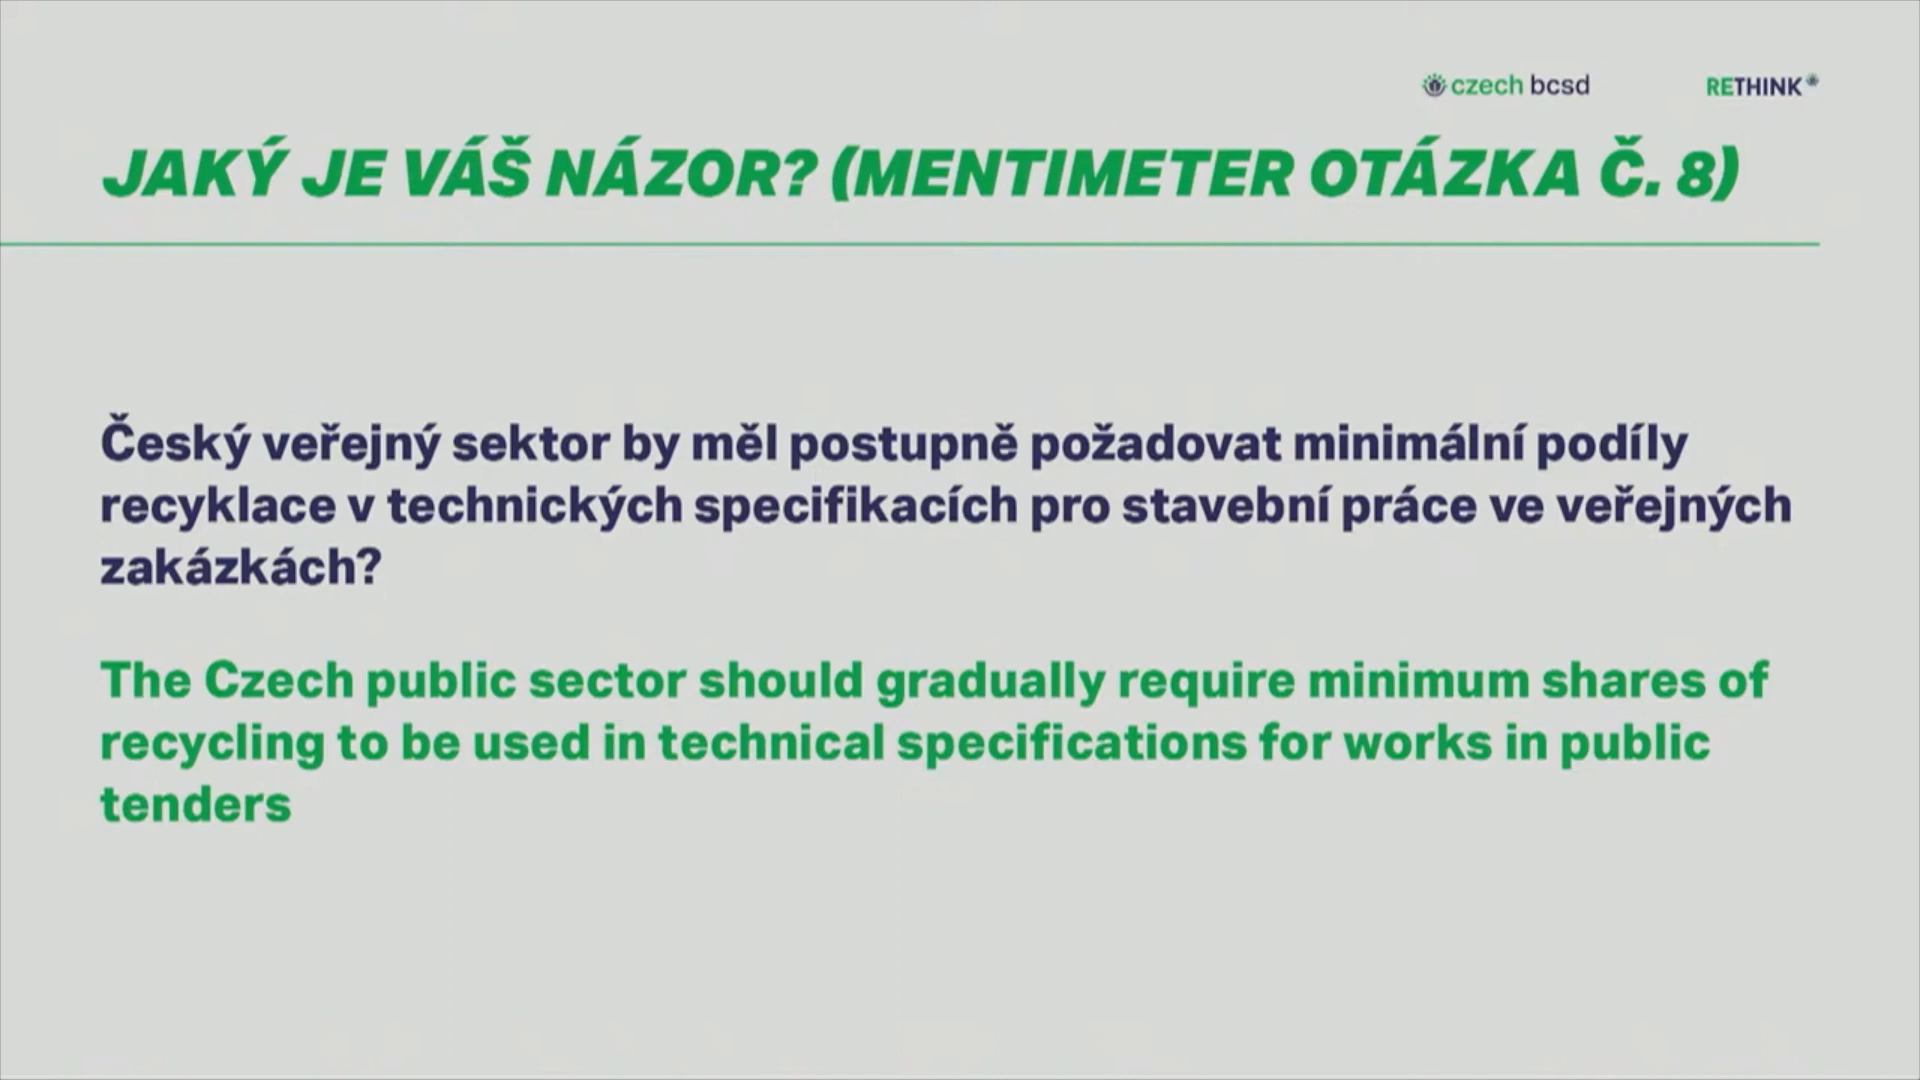 czech bcsd
RETHINK
JAKÝ JE VÁŠ NÁZOR? (MENTIMETER OTÁZKA Č. 8)
Český veřejný sektor by měl postupně požadovat minimální podíly
recyklace v technických specifikacích pro stavební práce ve veřejných
zakázkách?
The Czech public sector should gradually require minimum shares of
recycling to be used in technical specifications for works in public
tenders